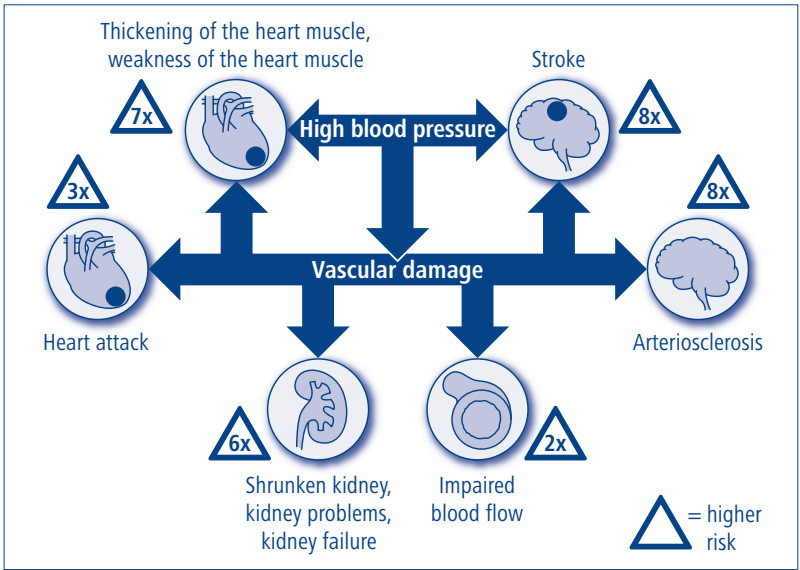 Thickening of the heart muscle,
weakness of the heart muscle
Stroke
7x
High blood pressure
8x
3x
8x
Vascular damage
Heart attack
Arteriosclerosis
6x
2x
Shrunken kidney,
kidney problems,
kidney failure
Impaired
blood flow
= higher
risk